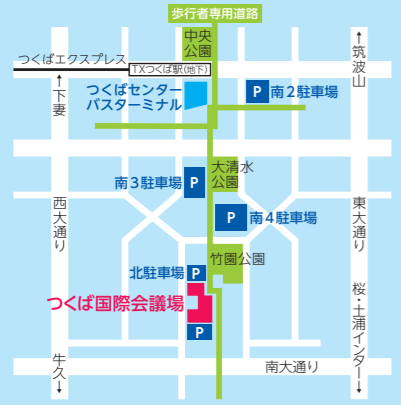 歩行者専用道路
中央
公園
↑
筑波山
つくばエクスプレス
TXつくば駅(地下)
↑
下妻
つくばセンター
バスターミナル
P 南2駐車場
大清水
公園
南3駐車場 P
P 南4駐車場
西大通り
東大通り
竹園公園
北駐車場 P
つくば国際会議場
P
桜・土浦インター
↓
南大通り
牛久
↓